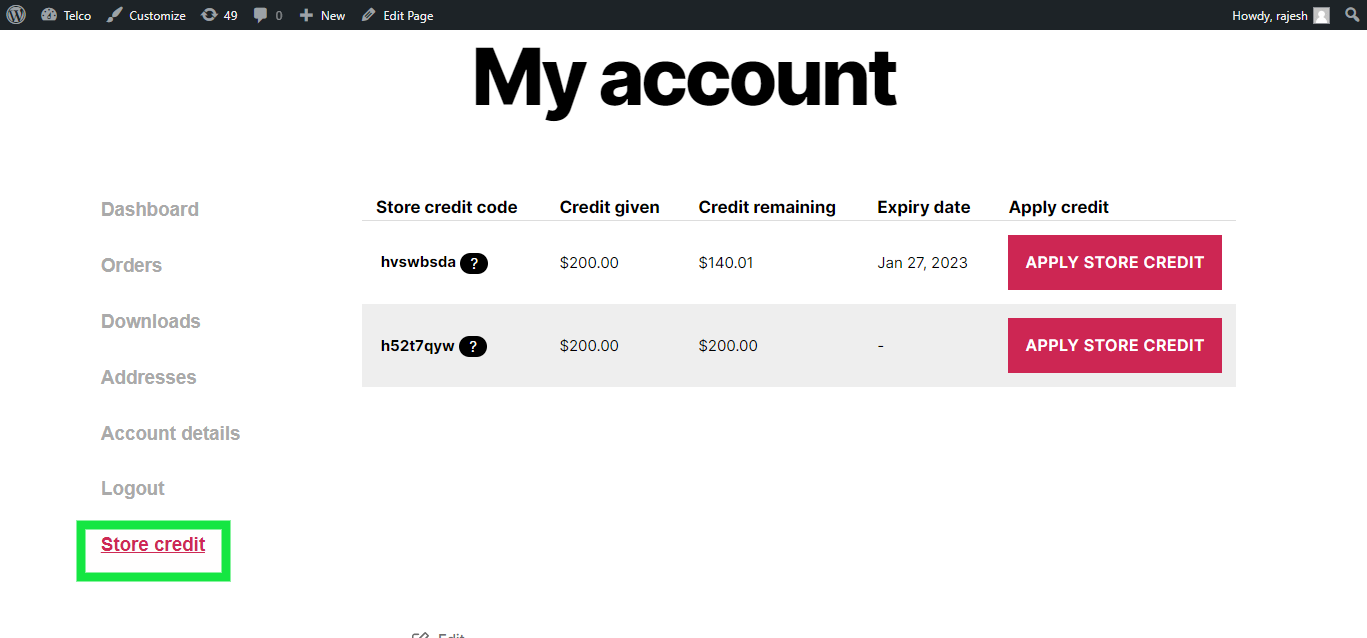 Telco Customize 49 0 New Edit Page Howdy, rajesh
My account
Dashboard
Orders
Downloads
Addresses
Account details
Logout
Store credit
Store credit code Credit given Credit remaining Expiry date Apply credit
hvswbsda ? $200.00 $140.01 Jan 27, 2023 APPLY STORE CREDIT
h52t7qyw ? $200.00 $200.00 - APPLY STORE CREDIT
Edit